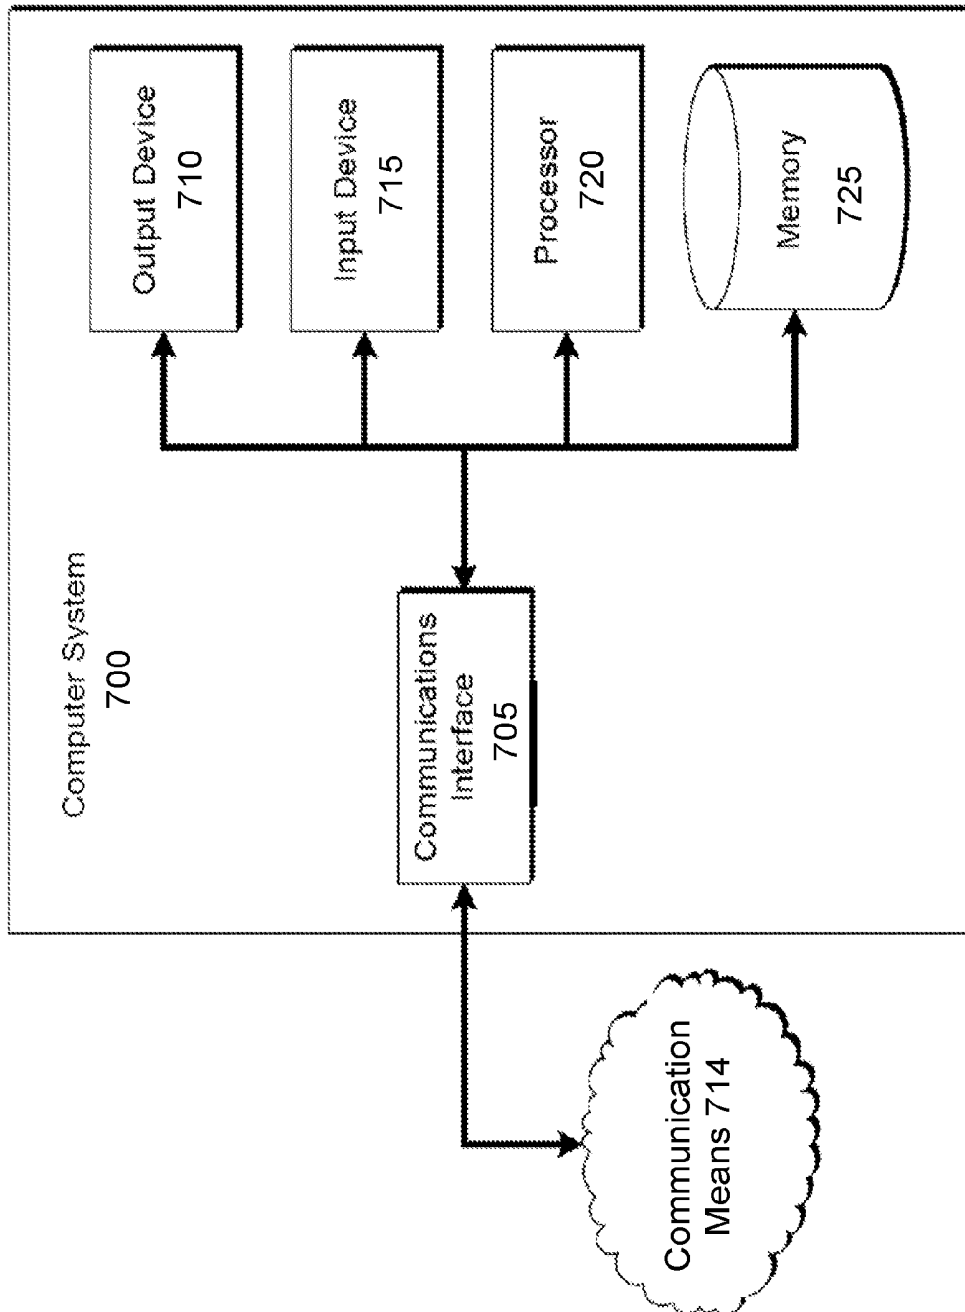 Computer System
700
Communication
Means 714
Communications
Interface
705
Output Device
710
Input Device
715
Processor
720
Memory
725